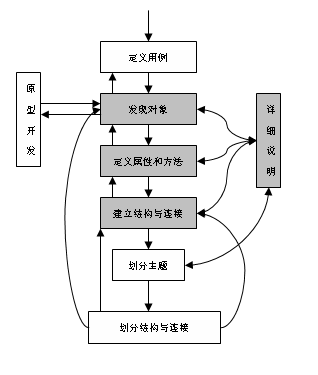 定义用例
原型开发
发现对象
详细说明
定义属性和方法
建立结构与连接
划分主题
划分结构与连接